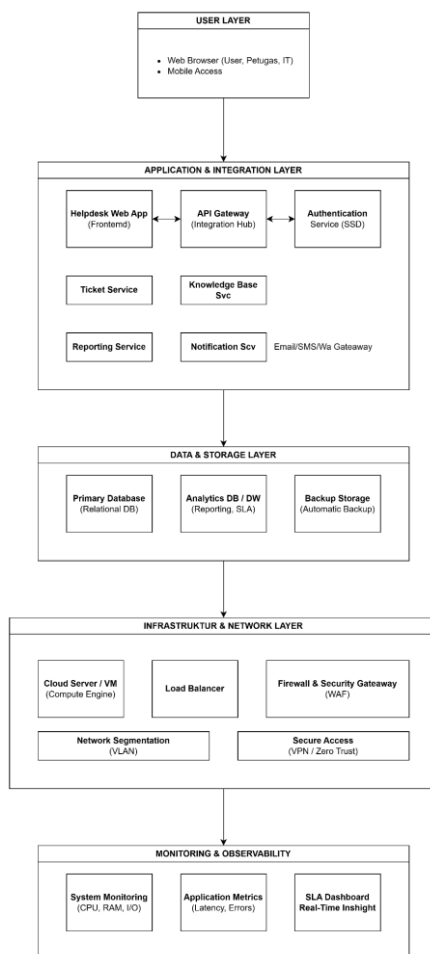 USER LAYER
• Web Browser (User, Petugas, IT)
• Mobile Access
APPLICATION & INTEGRATION LAYER
Helpdesk Web App
(Frontemd)
API Gateway
(Integration Hub)
Authentication
Service (SSD)
Ticket Service
Knowledge Base
Svc
Reporting Service
Notification Scv
Email/SMS/Wa Gateaway
DATA & STORAGE LAYER
Primary Database
(Relational DB)
Analytics DB / DW
(Reporting, SLA)
Backup Storage
(Automatic Backup)
INFRASTRUKTUR & NETWORK LAYER
Cloud Server / VM
(Compute Engine)
Load Balancer
Firewall & Security Gateaway
(WAF)
Network Segmentation
(VLAN)
Secure Access
(VPN / Zero Trust)
MONITORING & OBSERVABILITY
System Monitoring
(CPU, RAM, I/O)
Application Metrics
(Latency, Errors)
SLA Dashboard
Real-Time Inshight